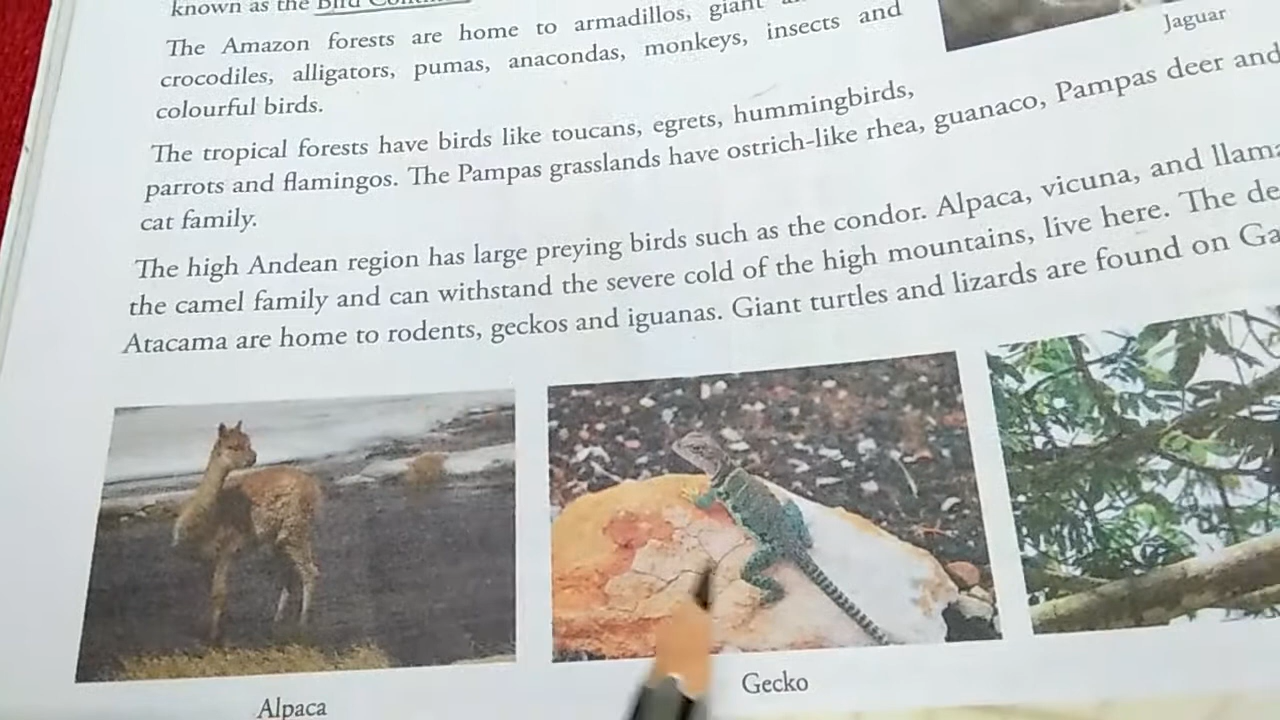 known as the Bird
The Amazon forests are home to armadillos, giant
crocodiles, alligators, pumas, anacondas, monkeys, insects and
colourful birds.
The tropical forests have birds like toucans, egrets, hummingbirds,
parrots and flamingos. The Pampas grasslands have ostrich-like rhea, guanaco, Pampas deer and
cat family.
The high Andean region has large preying birds such as the condor. Alpaca, vicuna, and llama
the camel family and can withstand the severe cold of the high mountains, live here. The
Atacama are home to rodents, geckos and iguanas. Giant turtles and lizards are found on
Jaguar
Alpaca
Gecko